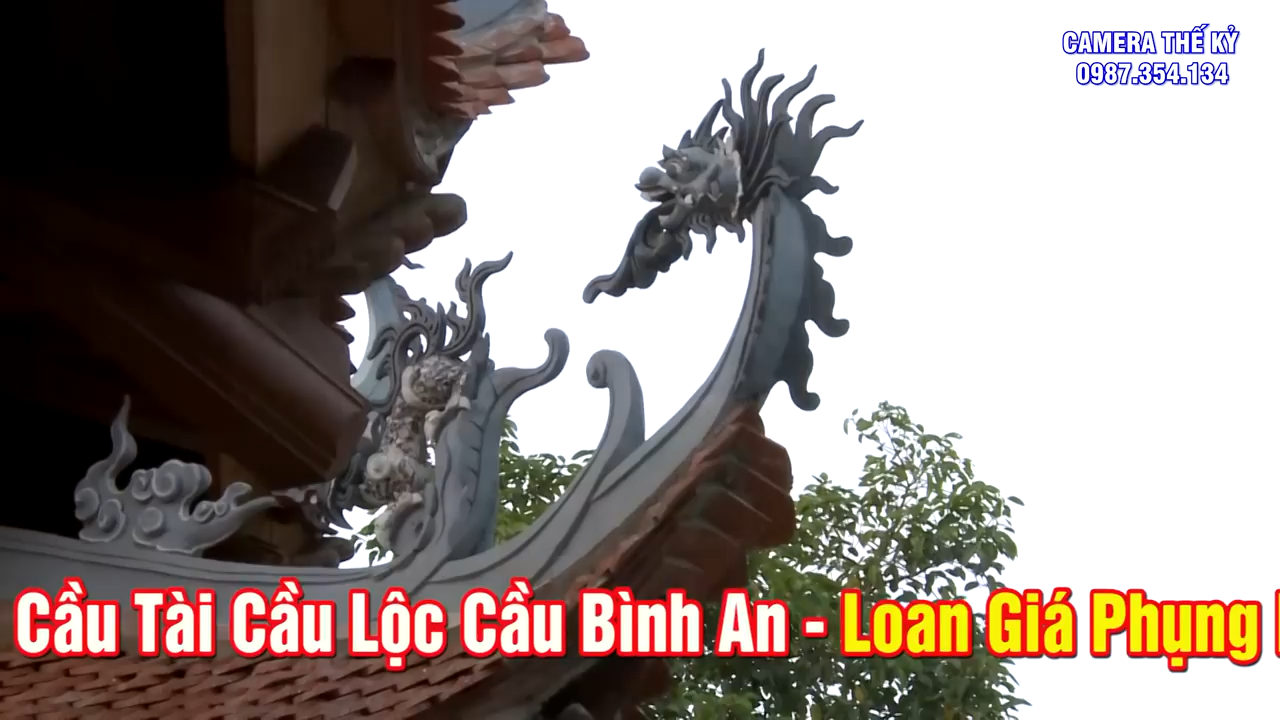 CAMERA THẾ KỶ
0987.354.134
Cầu Tài Cầu Lộc Cầu Bình An - Loan Giá Phụng